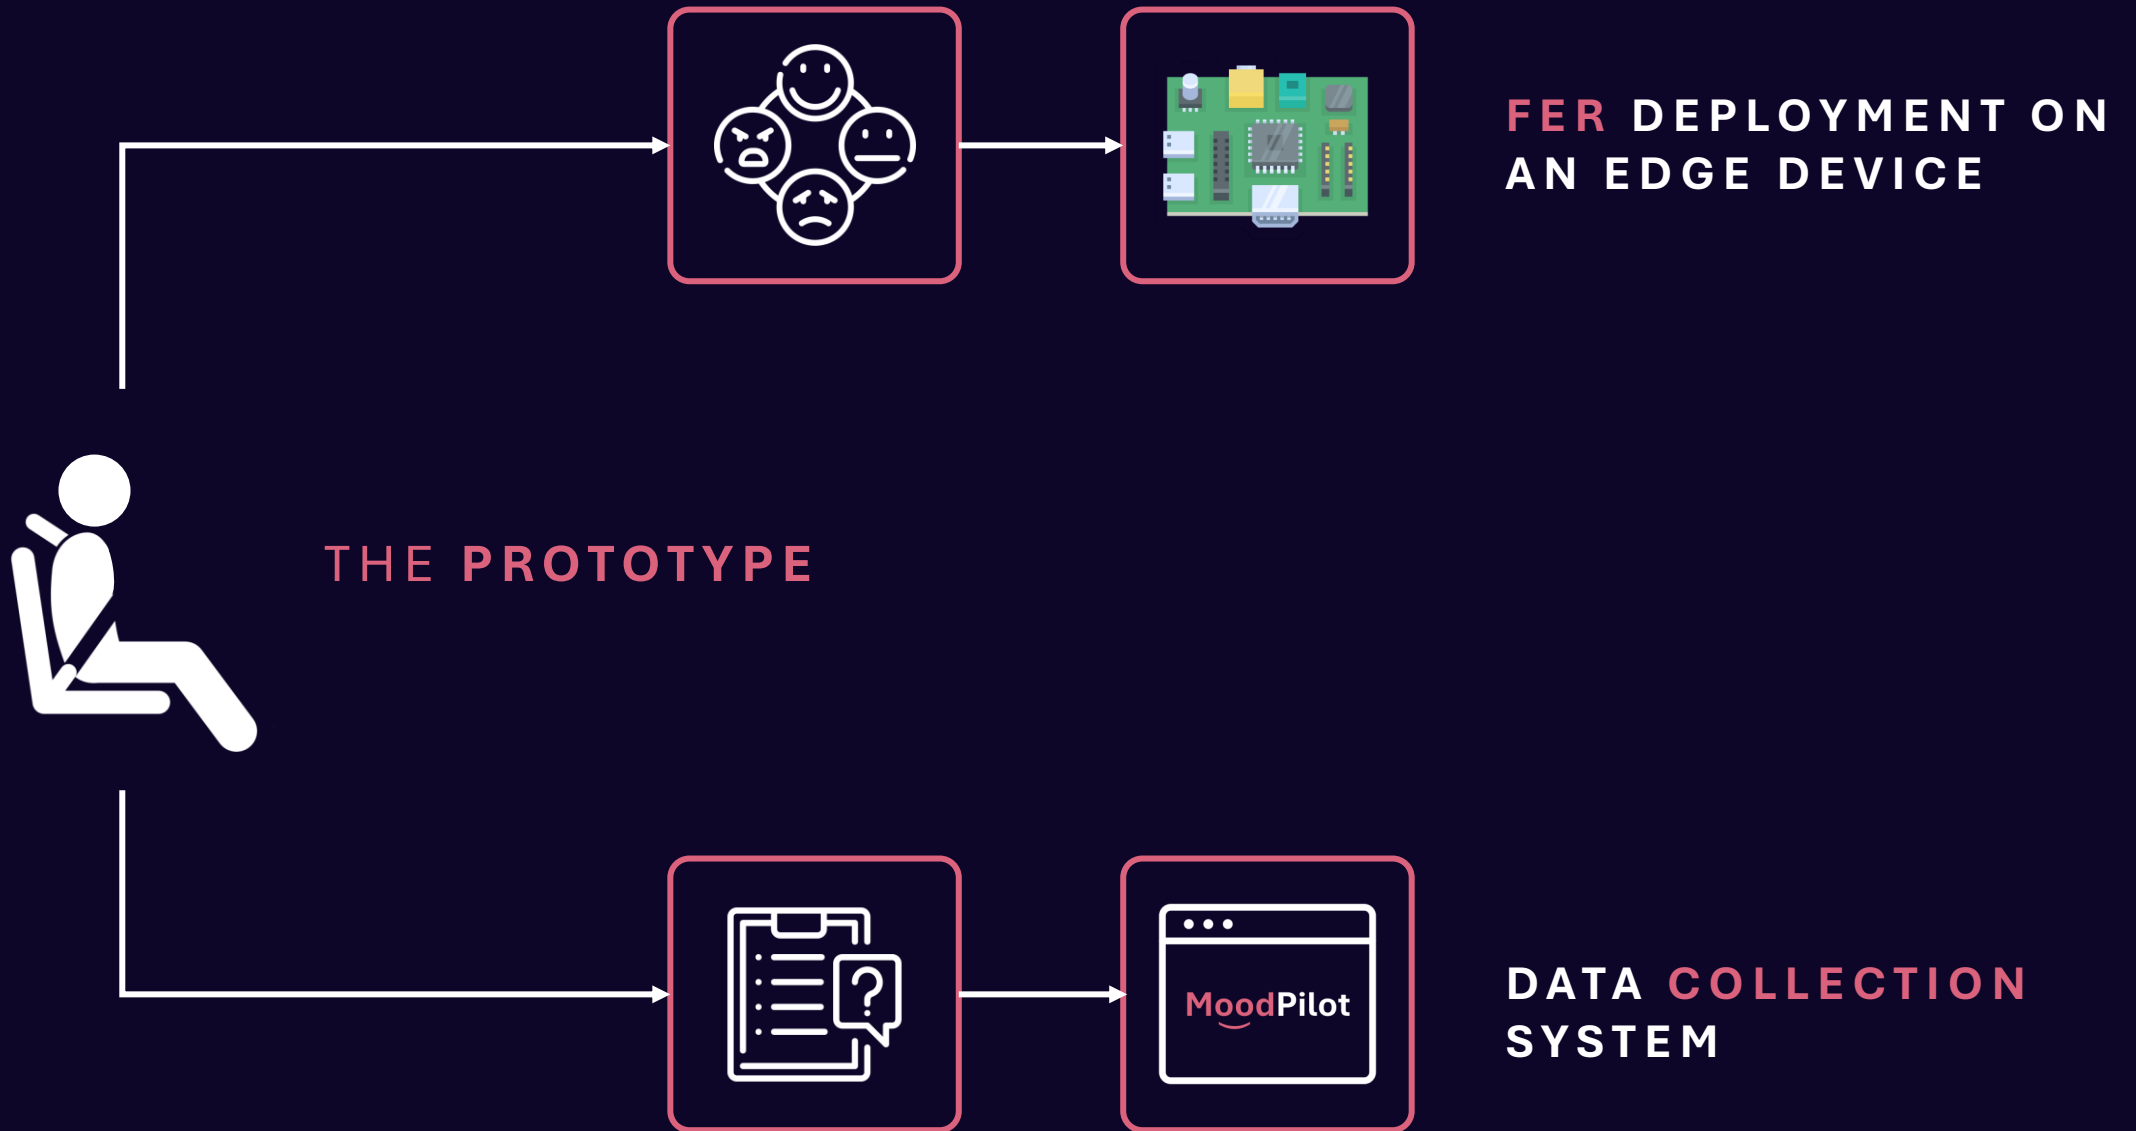 FER DEPLOYMENT ON
AN EDGE DEVICE
THE PROTOTYPE
?
MoodPilot
DATA COLLECTION
SYSTEM